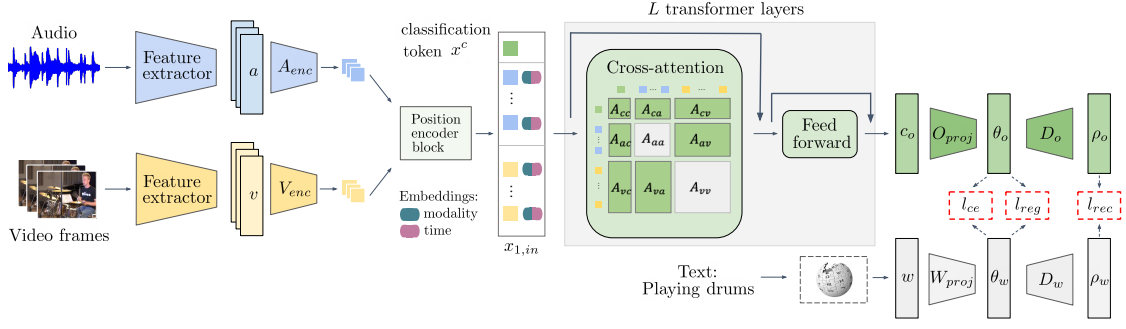 L transformer layers
Audio
classification
token x^c
Feature
extractor
a
A_enc
Cross-attention
A_cc
A_ca
A_cv
A_ac
A_aa
A_av
A_vc
A_va
A_vv
Position
encoder
block
Feed
forward
c_o
O_proj
θ_o
D_o
ρ_o
Feature
extractor
v
V_enc
Embeddings:
modality
time
l_ce
l_reg
l_rec
Video frames
x_{1,in}
Text:
Playing drums
w
W_proj
θ_w
D_w
ρ_w